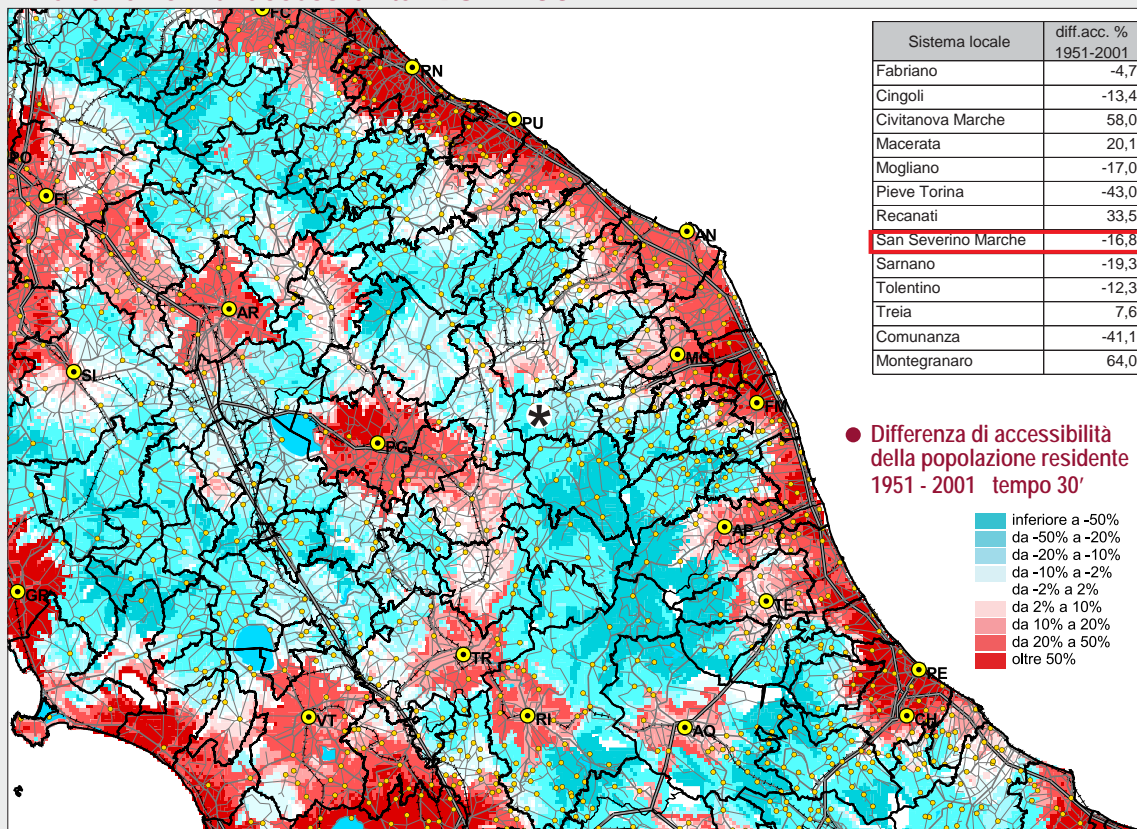 FC
RN
PU
PO
FI
AN
AR
SI
MC
FM
*
PG
AP
GR
TE
TR
PE
VT
RI
AQ
CH
Sistema locale diff.acc. % 1951-2001
Fabriano -4,7
Cingoli -13,4
Civitanova Marche 58,0
Macerata 20,1
Mogliano -17,0
Pieve Torina -43,0
Recanati 33,5
San Severino Marche -16,8
Sarnano -19,3
Tolentino -12,3
Treia 7,6
Comunanza -41,1
Montegranaro 64,0
Differenza di accessibilità
della popolazione residente
1951 - 2001 tempo 30'
inferiore a -50%
da -50% a -20%
da -20% a -10%
da -10% a -2%
da -2% a 2%
da 2% a 10%
da 10% a 20%
da 20% a 50%
oltre 50%